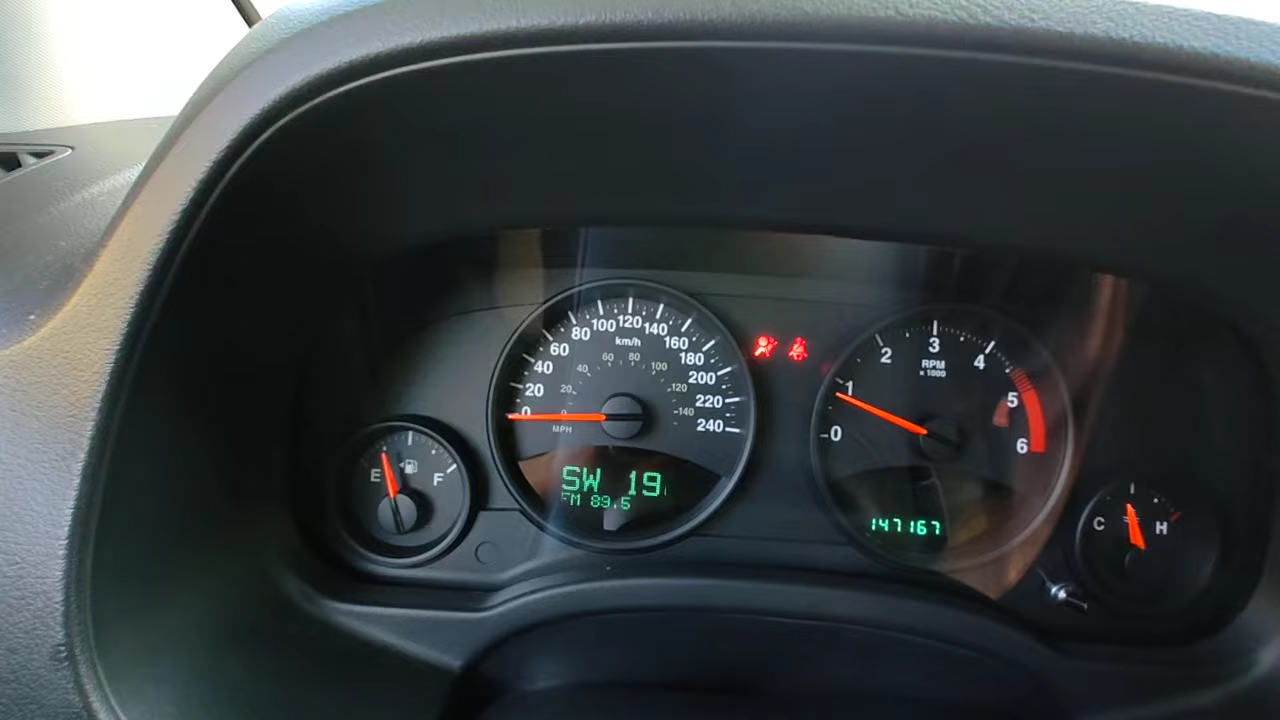 0 20 40 60 80 100 120 140 160 180 200 220 240
km/h
0 20 40 60 80 100 120 140
MPH
SW 19
FM 89.5
0 1 2 3 4 5 6
RPM
x 1000
147167
E F
C H